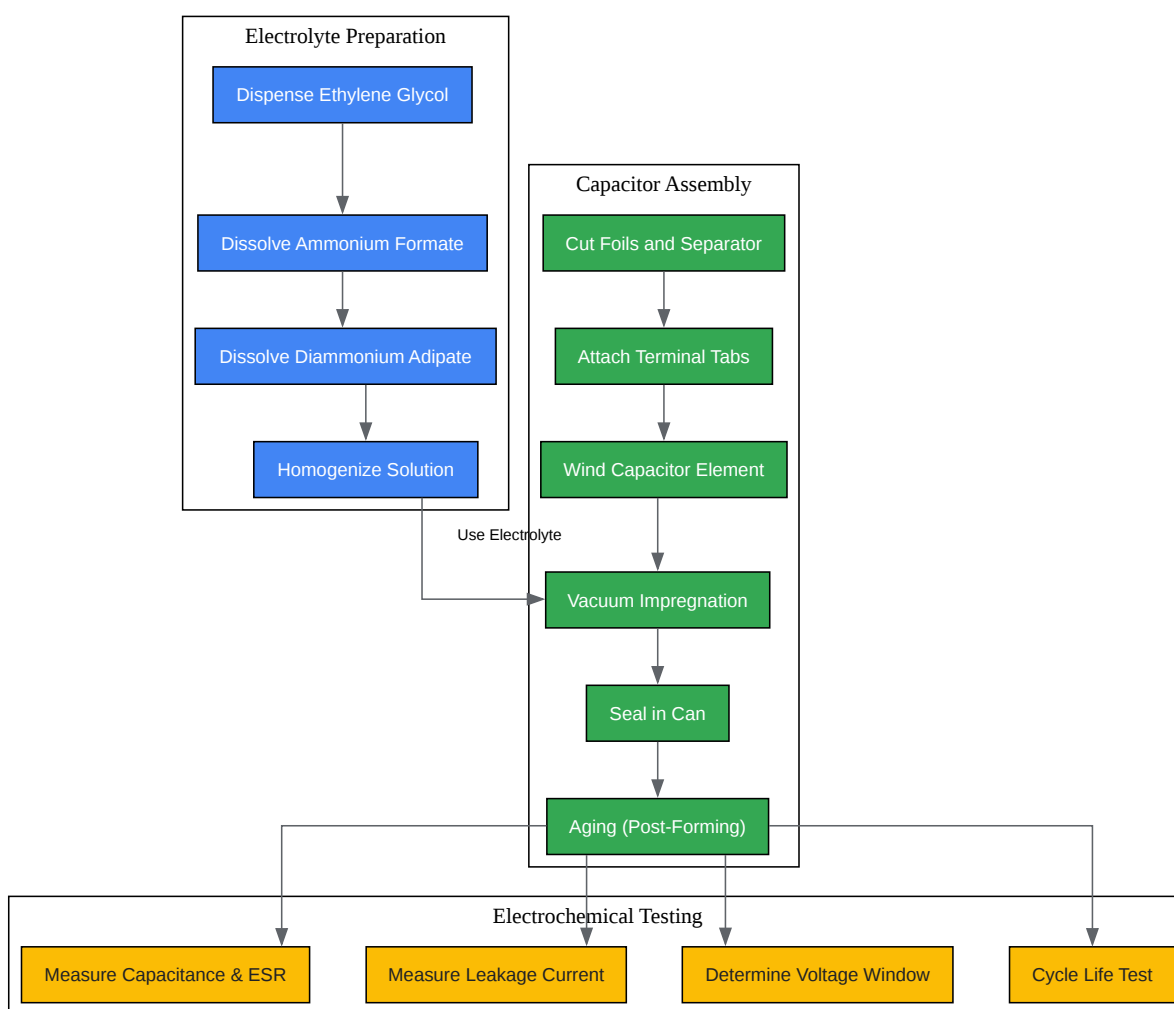 Electrolyte Preparation
Dispense Ethylene Glycol
Dissolve Ammonium Formate
Dissolve Diammonium Adipate
Homogenize Solution
Use Electrolyte
Capacitor Assembly
Cut Foils and Separator
Attach Terminal Tabs
Wind Capacitor Element
Vacuum Impregnation
Seal in Can
Aging (Post-Forming)
Electrochemical Testing
Measure Capacitance & ESR
Measure Leakage Current
Determine Voltage Window
Cycle Life Test